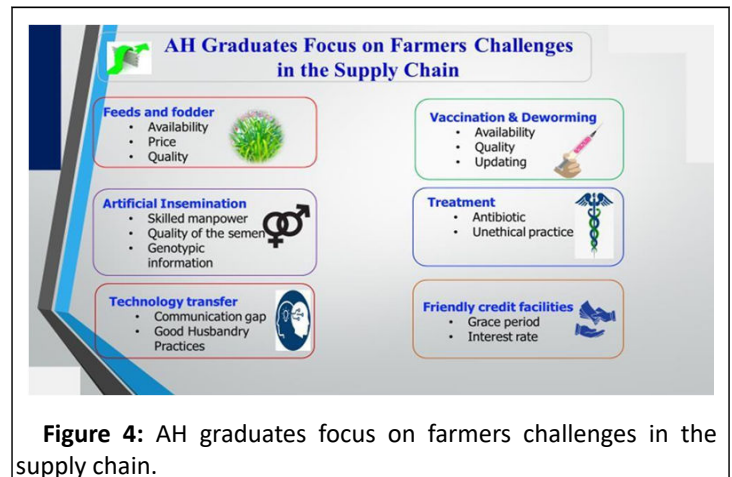 AH Graduates Focus on Farmers Challenges
in the Supply Chain
Feeds and fodder
• Availability
• Price
• Quality
Vaccination & Deworming
• Availability
• Quality
• Updating
Artificial Insemination
• Skilled manpower
• Quality of the semen
• Genotypic
information
Treatment
• Antibiotic
• Unethical practice
Technology transfer
• Communication gap
• Good Husbandry
Practices
Friendly credit facilities
• Grace period
• Interest rate
Figure 4: AH graduates focus on farmers challenges in the
supply chain.